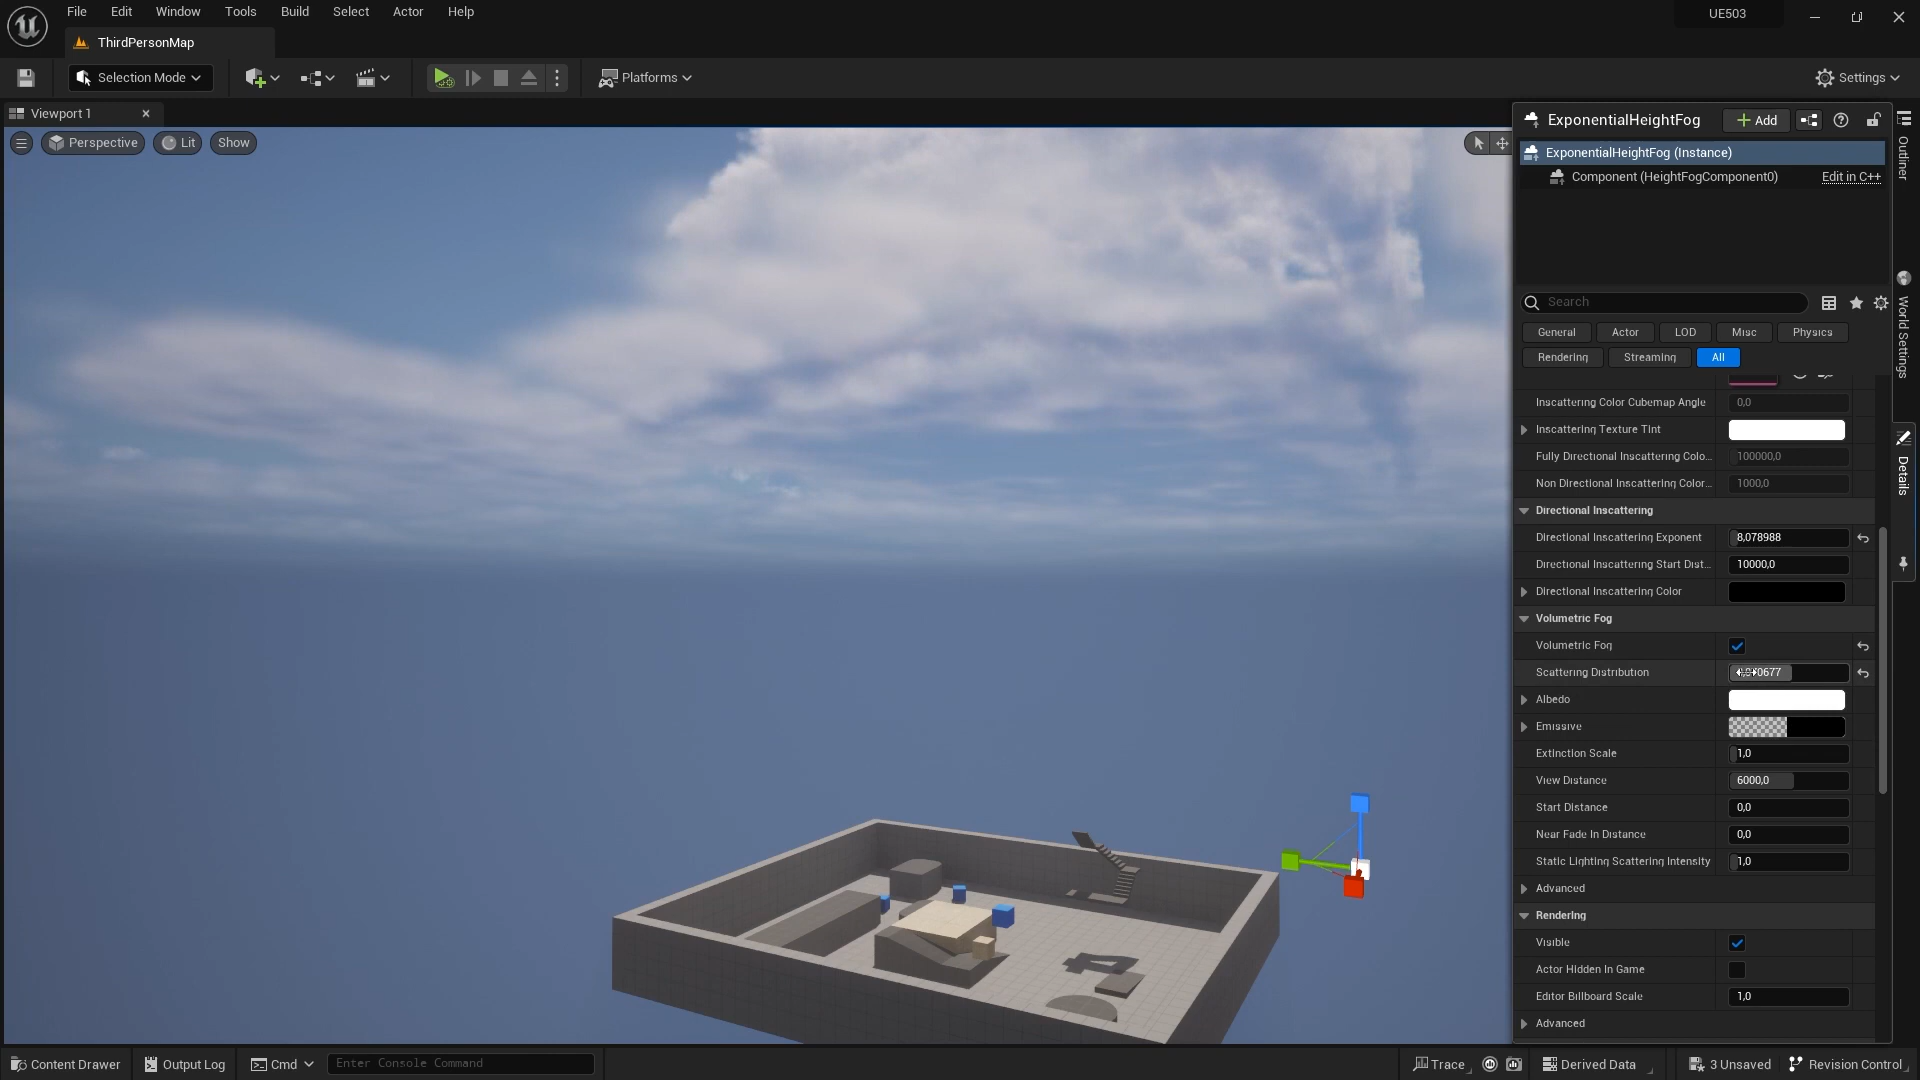 File Edit Window Tools Build Select Actor Help
UE503
ThirdPersonMap
Selection Mode
Platforms
Settings
Viewport 1
Perspective
Lit
Show
ExponentialHeightFog
Add
ExponentialHeightFog (Instance)
Component (HeightFogComponent0)
Edit in C++
Search
General
Actor
LOD
Misc
Physics
Rendering
Streaming
All
Inscattering Color Cubemap Angle
0,0
Inscattering Texture Tint
Fully Directional Inscattering Colo...
100000,0
Non Directional Inscattering Color...
1000,0
Directional Inscattering
Directional Inscattering Exponent
8,078988
Directional Inscattering Start Dist...
10000,0
Directional Inscattering Color
Volumetric Fog
Volumetric Fog
Scattering Distribution
Albedo
Emissive
Extinction Scale
1,0
View Distance
6000,0
Start Distance
0,0
Near Fade In Distance
0,0
Static Lighting Scattering Intensity
1,0
Advanced
Rendering
Visible
Actor Hidden In Game
Editor Billboard Scale
1,0
Advanced
Outliner
World Settings
Details
Content Drawer
Output Log
Cmd
Enter Console Command
Trace
Derived Data
3 Unsaved
Revision Control